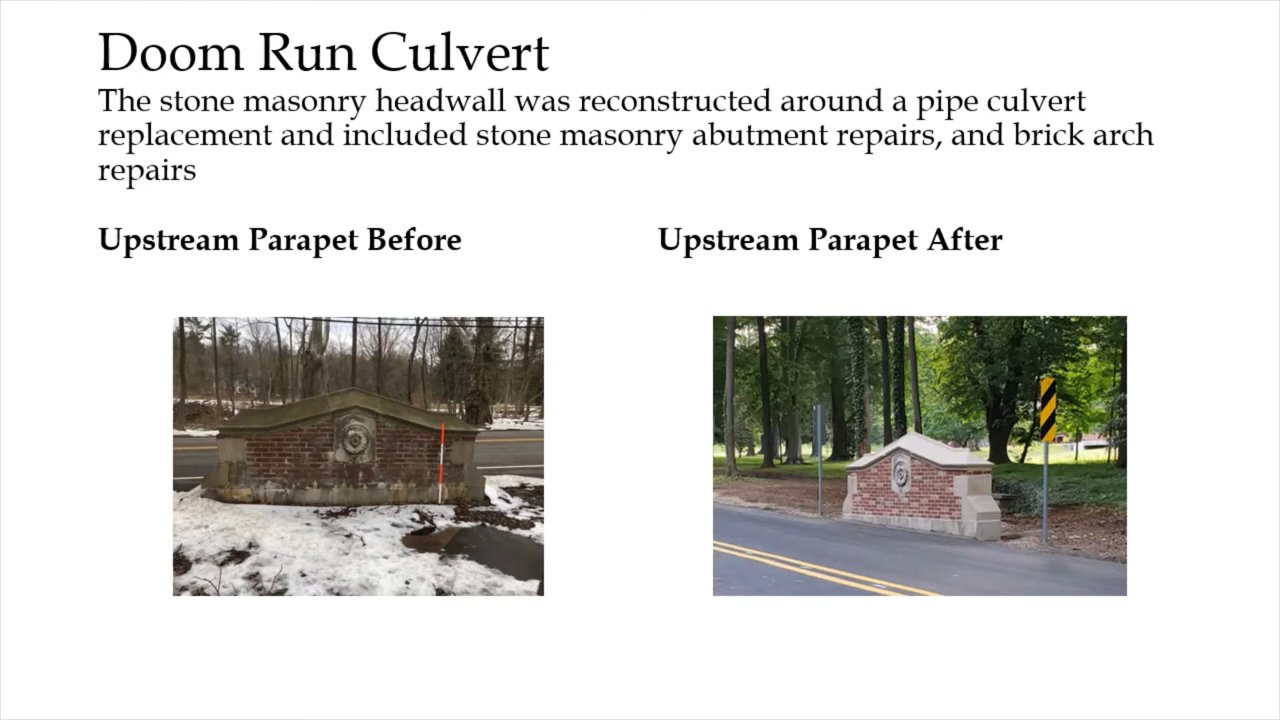 Doom Run Culvert
The stone masonry headwall was reconstructed around a pipe culvert
replacement and included stone masonry abutment repairs, and brick arch
repairs
Upstream Parapet Before
Upstream Parapet After